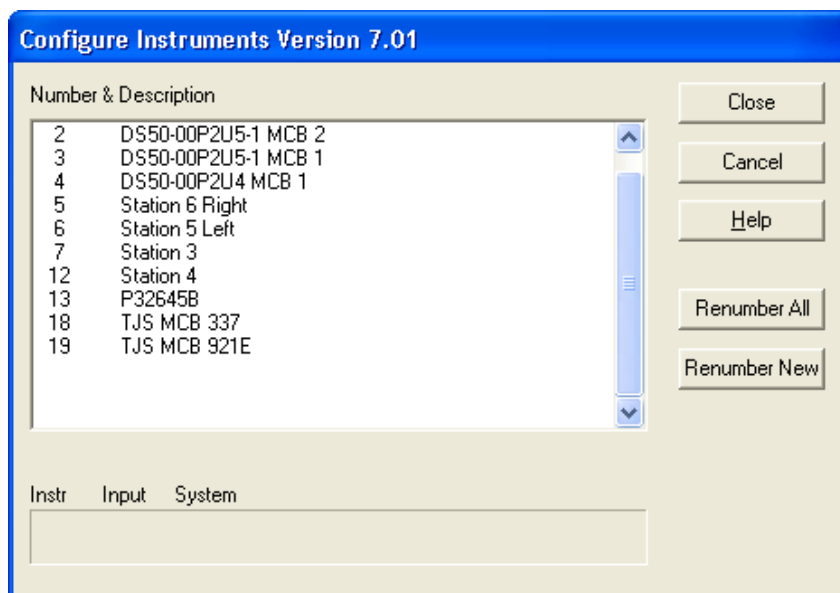 Configure Instruments Version 7.01
Number & Description
2 DS50-00P2U5-1 MCB 2
3 DS50-00P2U5-1 MCB 1
4 DS50-00P2U4 MCB 1
5 Station 6 Right
6 Station 5 Left
7 Station 3
12 Station 4
13 P32645B
18 TJS MCB 337
19 TJS MCB 921E
Close
Cancel
Help
Renumber All
Renumber New
Instr Input System